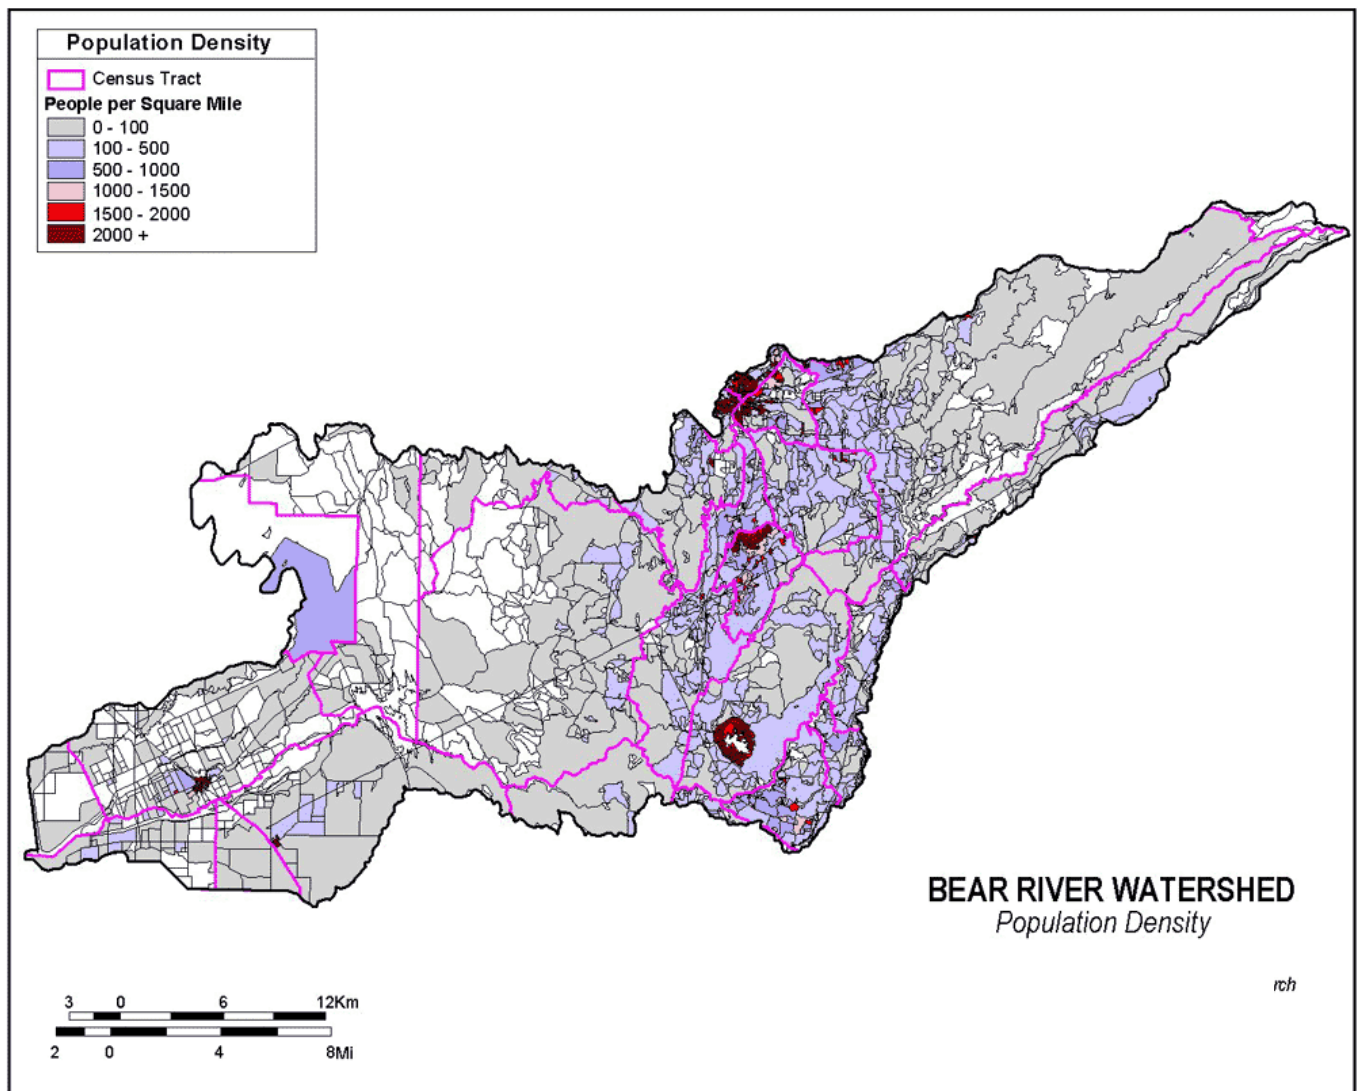 Population Density
Census Tract
People per Square Mile
0 - 100
100 - 500
500 - 1000
1000 - 1500
1500 - 2000
2000 +
BEAR RIVER WATERSHED
Population Density
rch
3 0 6 12Km
2 0 4 8Mi